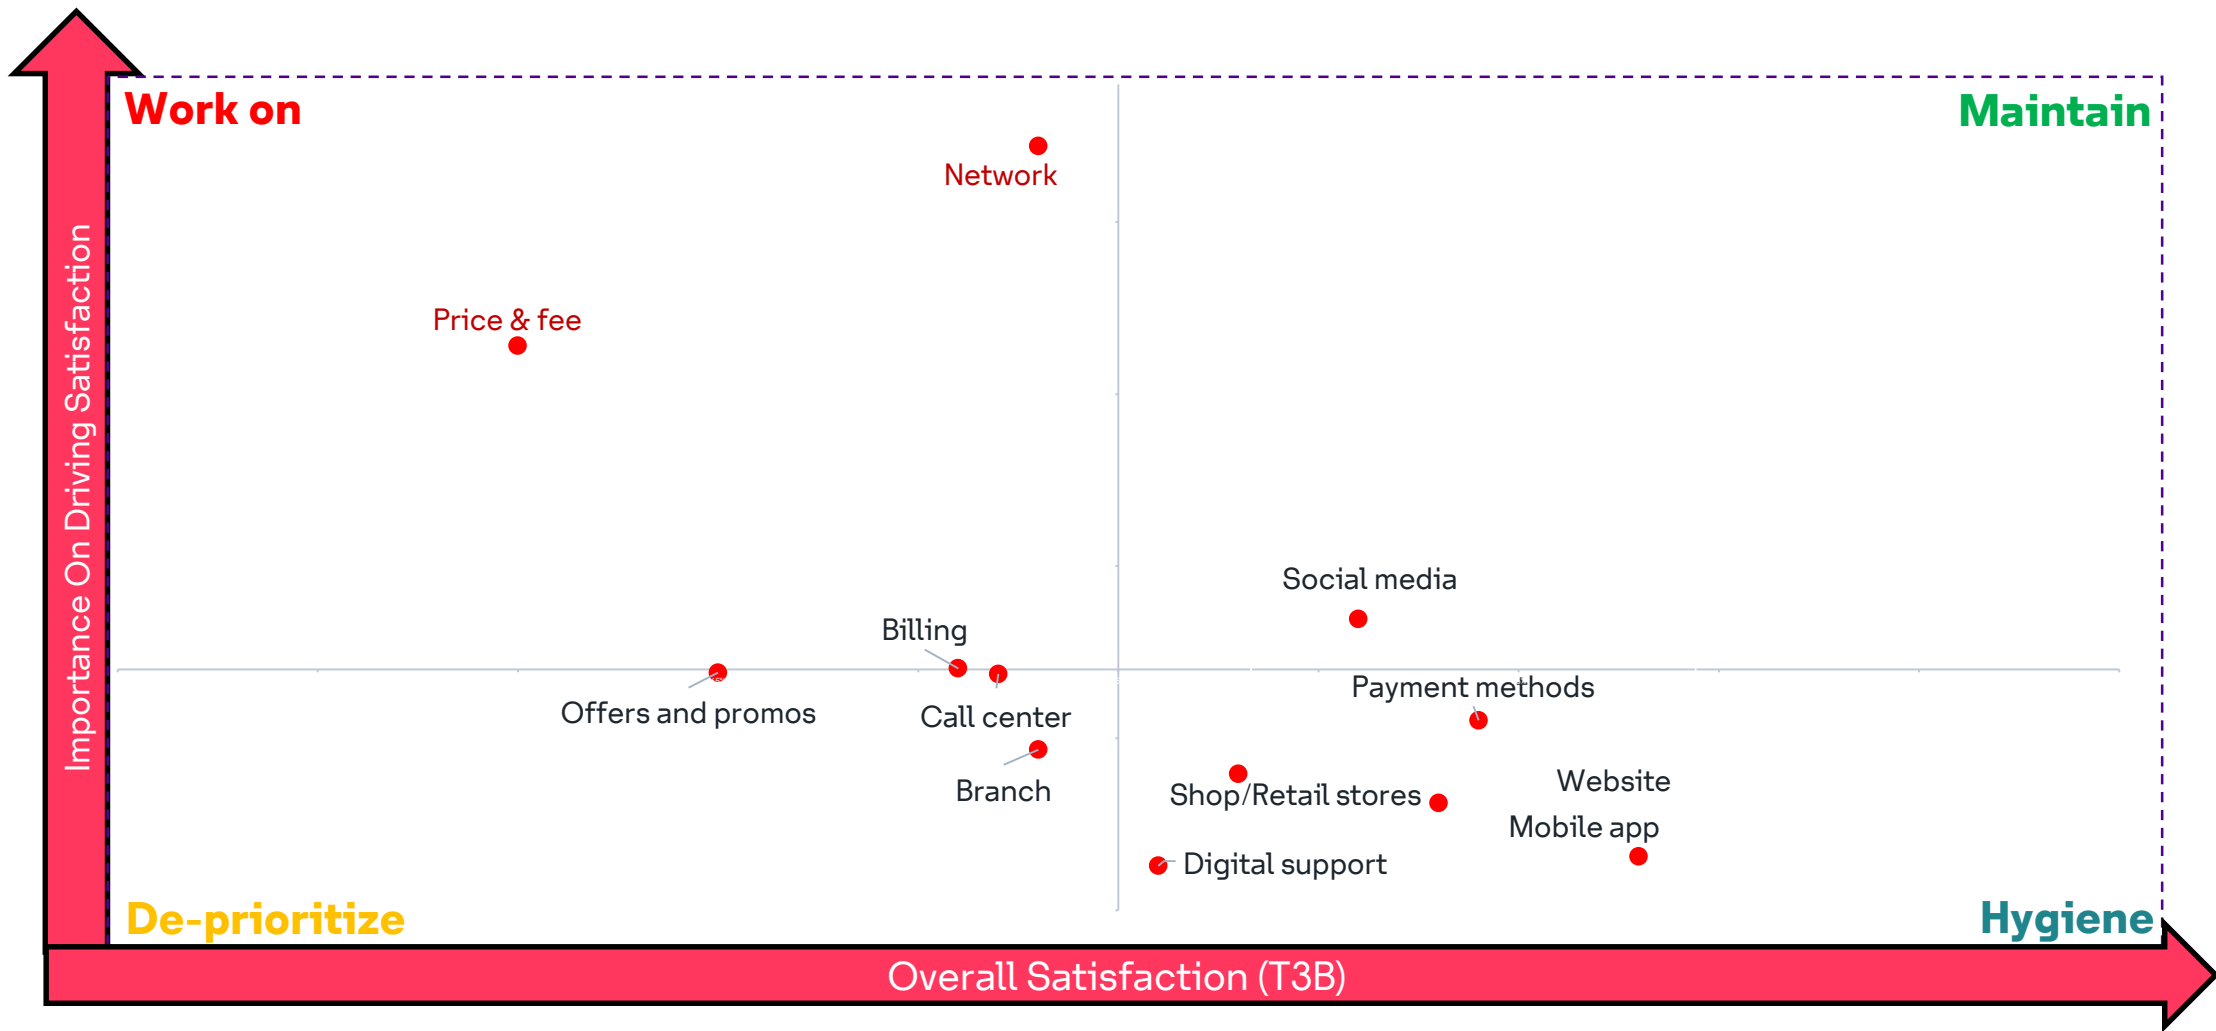 Work on
Maintain
Network
Price & fee
Importance On Driving Satisfaction
Social media
Billing
Payment methods
Offers and promos
Call center
Branch
Shop/Retail stores
Website
Mobile app
Digital support
De-prioritize
Hygiene
Overall Satisfaction (T3B)